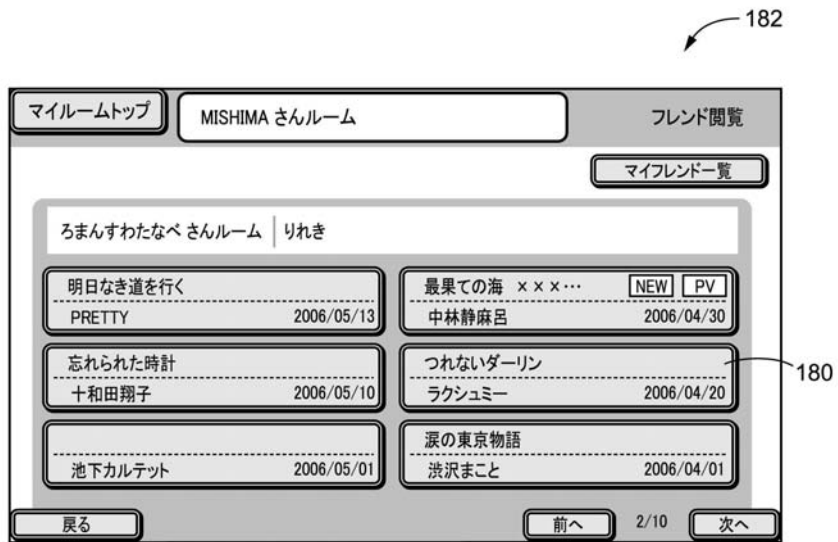 182
マイルームトップ
MISHIMA さんルーム
フレンド閲覧
マイフレンド一覧
ろまんすわたなべ さんルーム
りれき
明日なき道を行く
PRETTY 2006/05/13
最果ての海 ×××… NEW PV
中林静麻呂 2006/04/30
忘れられた時計
十和田翔子 2006/05/10
つれないダーリン
ラクシュミー 2006/04/20
180
池下カルテット 2006/05/01
涙の東京物語
渋沢まこと 2006/04/01
戻る
前へ
2/10
次へ